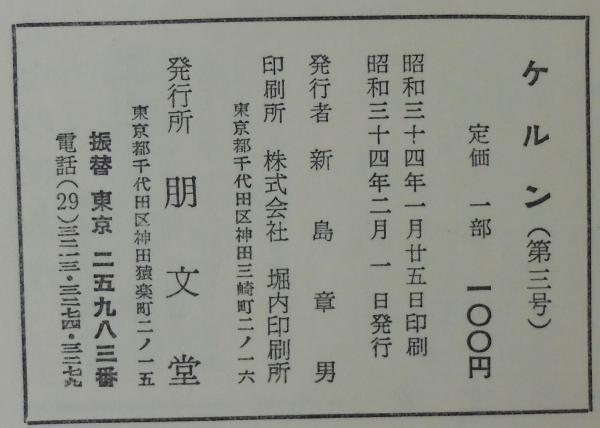 ケルン（第三号）
定価 一部 一〇〇円
昭和三十四年一月廿五日印刷
昭和三十四年二月一日発行
発行者 新島章男
印刷所 株式会社 堀内印刷所
東京都千代田区神田三崎町二ノ一六
発行所 朋文堂
東京都千代田区神田猿楽町二ノ一五
振替 東京 二五九八三番
電話(29)三二二三・三二七四・三二七九